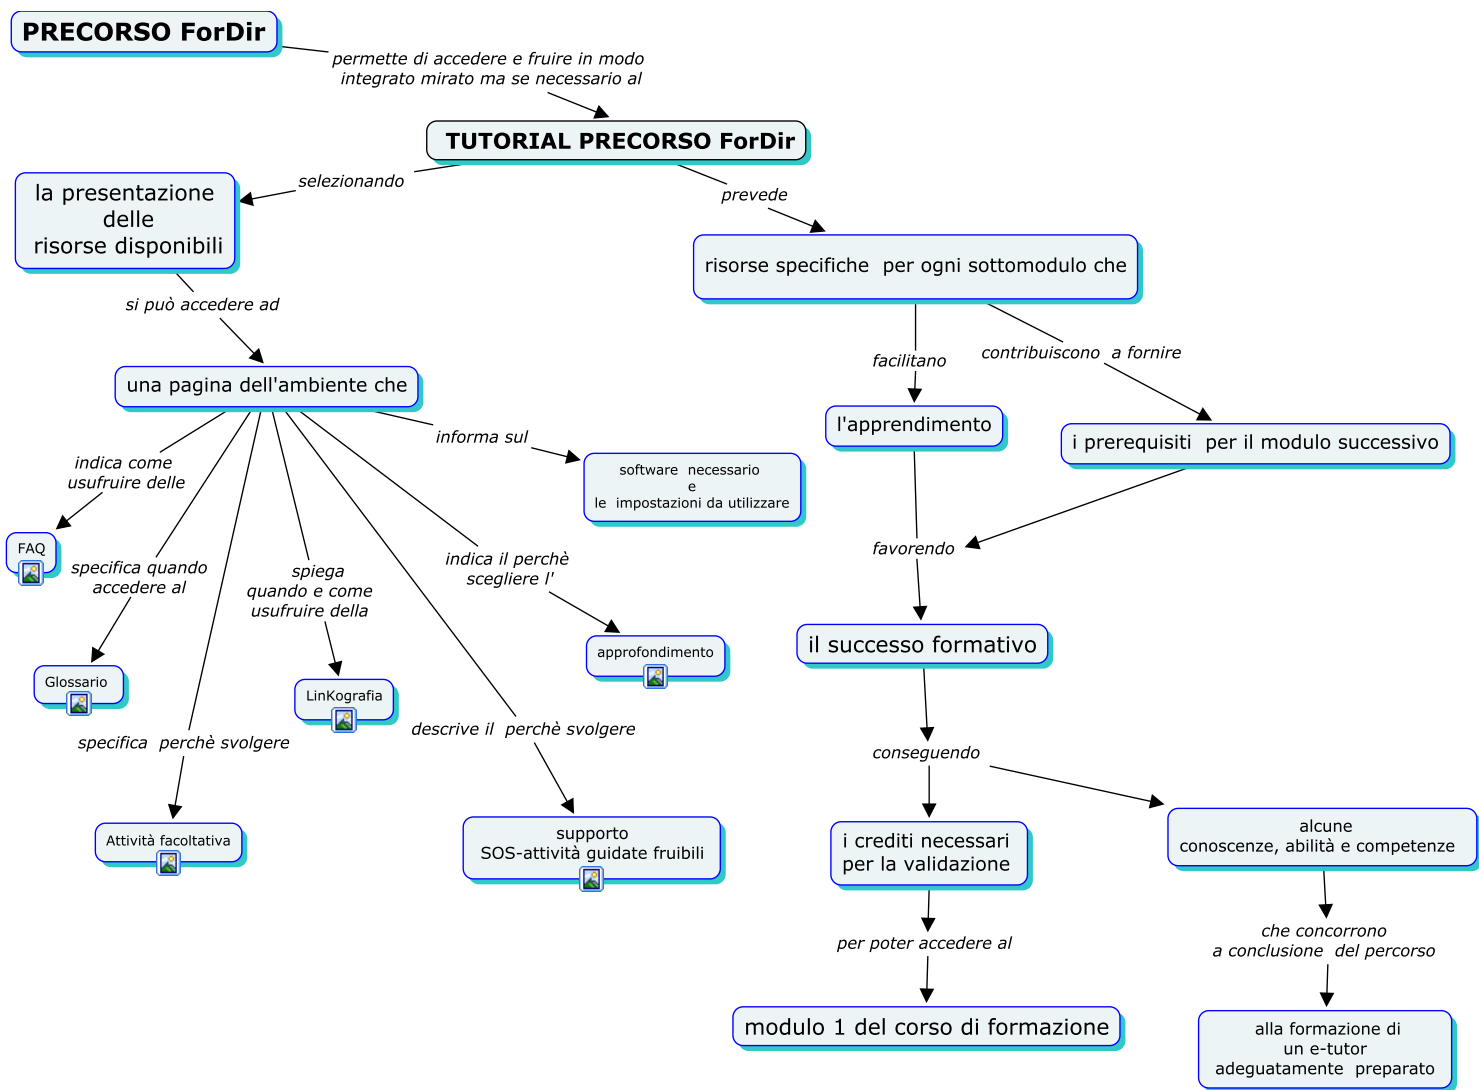 PRECORSO ForDir
permette di accedere e fruire in modo
integrato mirato ma se necessario al
TUTORIAL PRECORSO ForDir
selezionando
prevede
la presentazione
delle
risorse disponibili
risorse specifiche per ogni sottomodulo che
si può accedere ad
facilitano
contribuiscono a fornire
una pagina dell'ambiente che
l'apprendimento
i prerequisiti per il modulo successivo
informa sul
indica come
usufruire delle
software necessario
e
le impostazioni da utilizzare
FAQ
specifica quando
accedere al
spiega
quando e come
usufruire della
indica il perchè
scegliere l'
favorendo
il successo formativo
approfondimento
Glossario
LinKografia
specifica perchè svolgere
descrive il perchè svolgere
conseguendo
Attività facoltativa
supporto
SOS-attività guidate fruibili
i crediti necessari
per la validazione
alcune
conoscenze, abilità e competenze
per poter accedere al
che concorrono
a conclusione del percorso
modulo 1 del corso di formazione
alla formazione di
un e-tutor
adeguatamente preparato